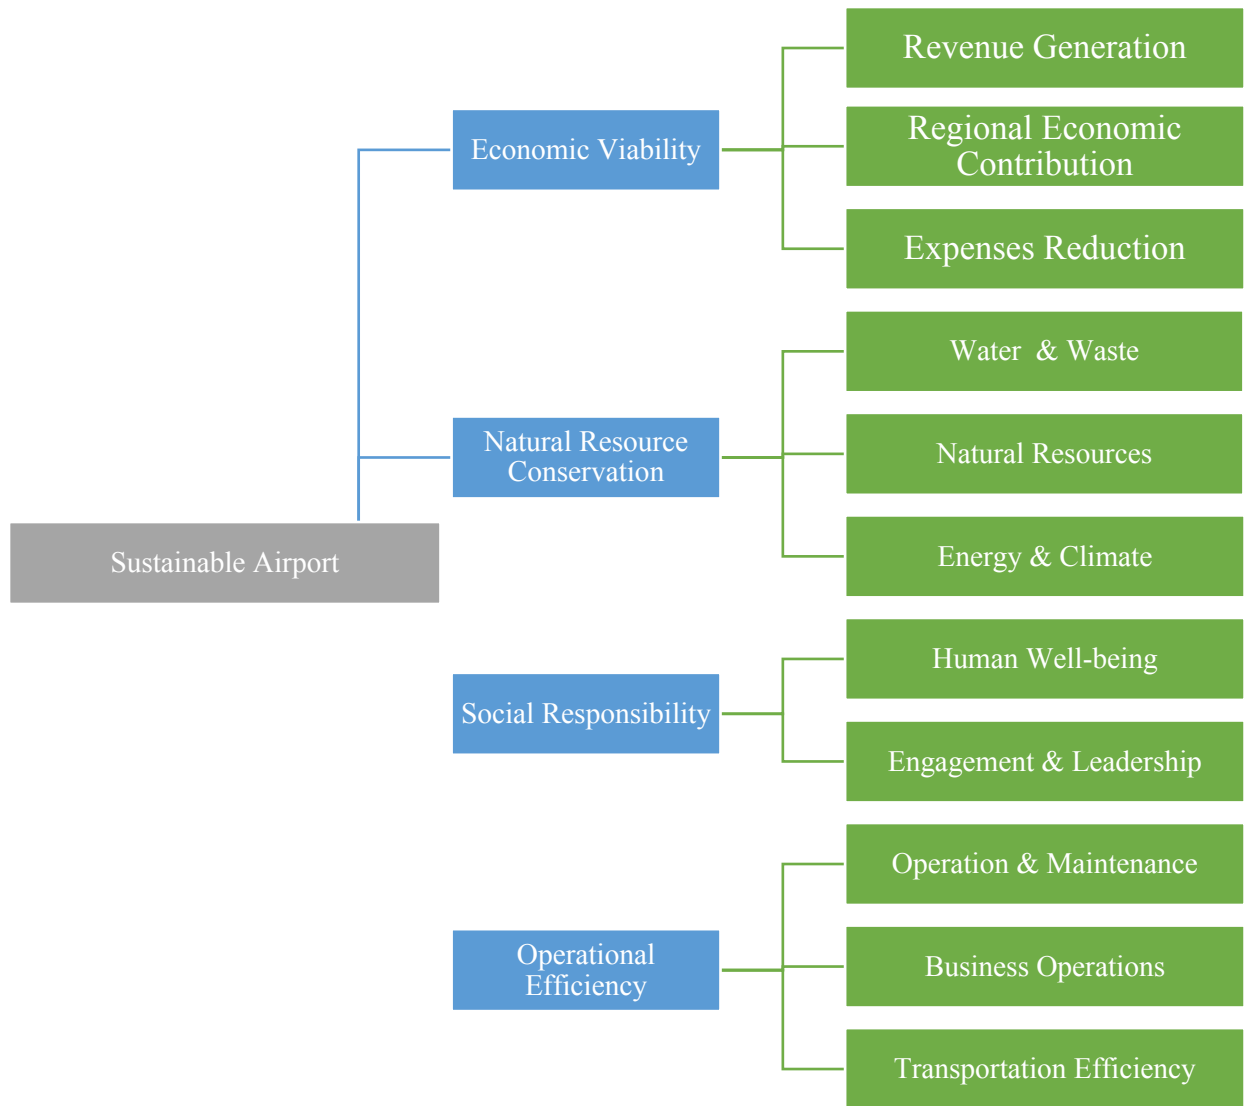 Sustainable Airport
Economic Viability
Revenue Generation
Regional Economic
Contribution
Expenses Reduction
Natural Resource
Conservation
Water & Waste
Natural Resources
Energy & Climate
Social Responsibility
Human Well-being
Engagement & Leadership
Operational
Efficiency
Operation & Maintenance
Business Operations
Transportation Efficiency